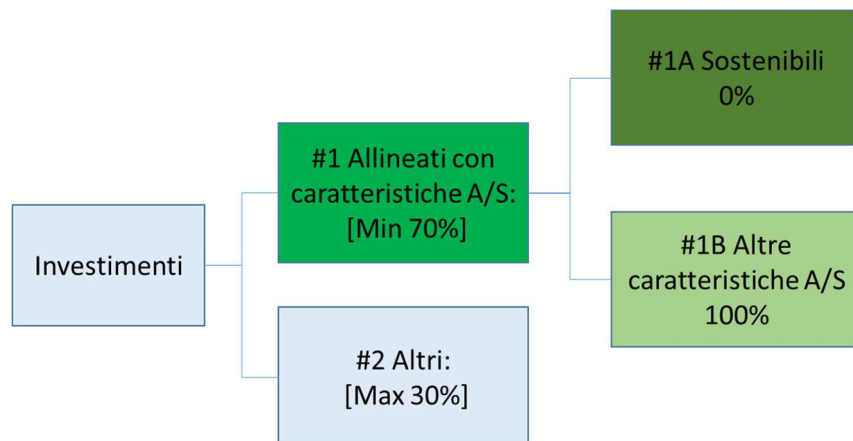 Investimenti
#1 Allineati con
caratteristiche A/S:
[Min 70%]
#2 Altri:
[Max 30%]
#1A Sostenibili
0%
#1B Altre
caratteristiche A/S
100%